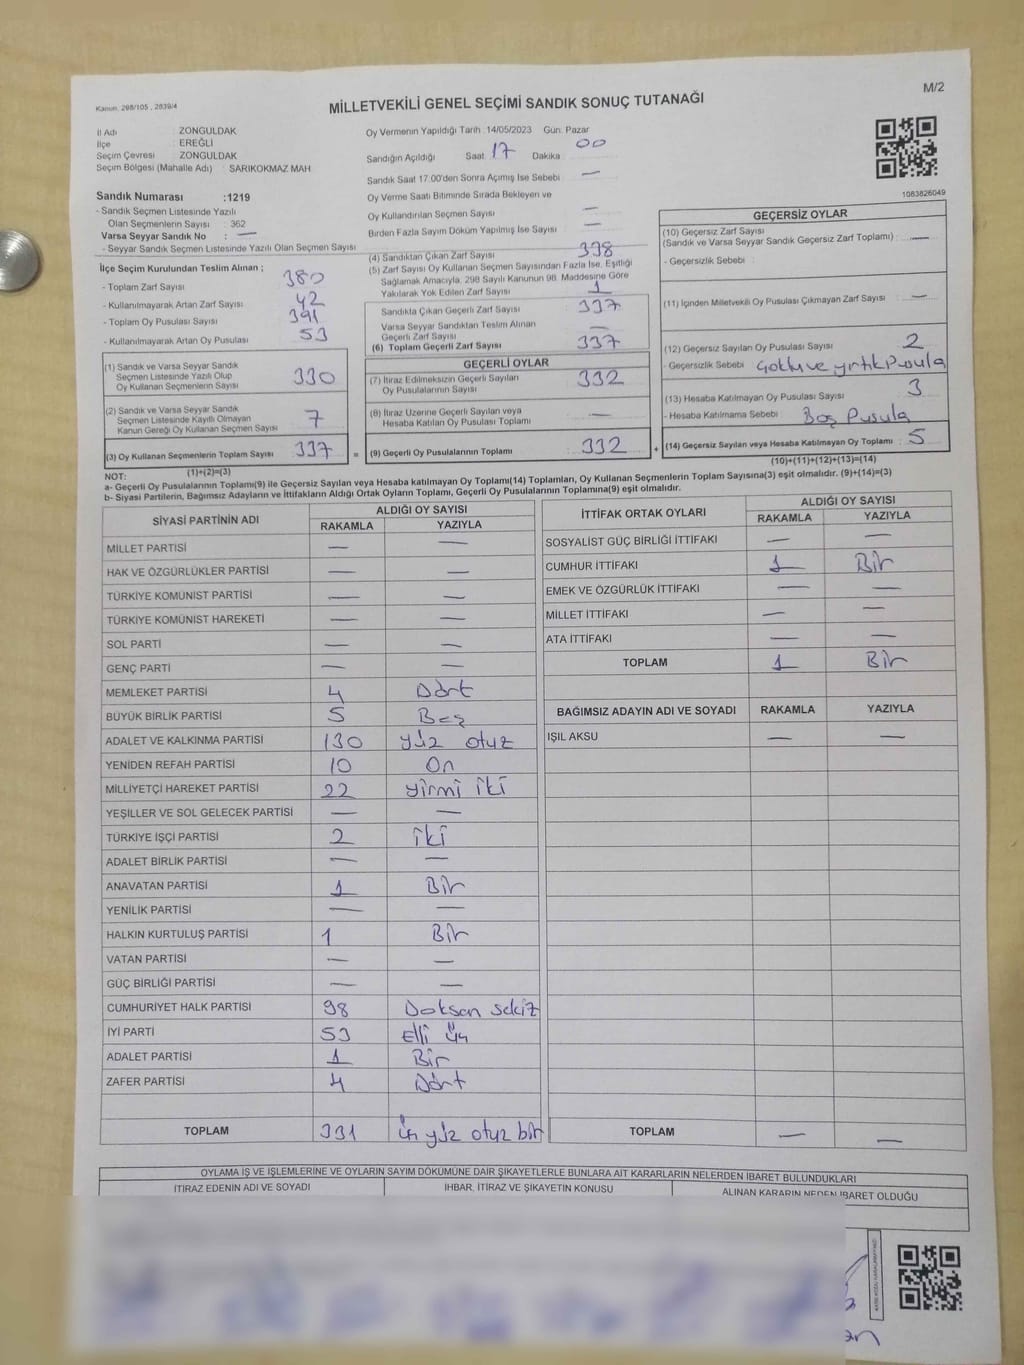 Kanun. 298/105 , 2839/4
MİLLETVEKİLİ GENEL SEÇİMİ SANDIK SONUÇ TUTANAĞI
M/2
İl Adı : ZONGULDAK
İlçe : EREĞLİ
Seçim Çevresi : ZONGULDAK
Seçim Bölgesi (Mahalle Adı) : SARIKOKMAZ MAH
Sandık Numarası :1219
- Sandık Seçmen Listesinde Yazılı
Olan Seçmenlerin Sayısı : 362
Varsa Seyyar Sandık No : —
- Seyyar Sandık Seçmen Listesinde Yazılı Olan Seçmen Sayısı
Oy Vermenin Yapıldığı Tarih :14/05/2023 Gün: Pazar
Sandığın Açıldığı Saat 17 Dakika 00
Sandık Saat 17:00'den Sonra Açımış İse Sebebi : —
Oy Verme Saati Bitiminde Sırada Bekleyen ve
Oy Kullandırılan Seçmen Sayısı —
Birden Fazla Sayım Döküm Yapılmış İse Sayısı —
1083826049
İlçe Seçim Kurulundan Teslim Alınan ;
- Toplam Zarf Sayısı 380
- Kullanılmayarak Artan Zarf Sayısı 42
- Toplam Oy Pusulası Sayısı 391
- Kullanılmayarak Artan Oy Pusulası 53
(1) Sandık ve Varsa Seyyar Sandık
Seçmen Listesinde Yazılı Olup
Oy Kullanan Seçmenlerin Sayısı 330
(2) Sandık ve Varsa Seyyar Sandık
Seçmen Listesinde Kayıtlı Olmayan
Kanun Gereği Oy Kullanan Seçmen Sayısı 7
(3) Oy Kullanan Seçmenlerin Toplam Sayısı 337
(1)+(2)=(3)
(4) Sandıktan Çıkan Zarf Sayısı 338
(5) Zarf Sayısı Oy Kullanan Seçmen Sayısından Fazla İse, Eşitliği
Sağlamak Amacıyla, 298 Sayılı Kanunun 98. Maddesine Göre
Yakılarak Yok Edilen Zarf Sayısı 1
Sandıkta Çıkan Geçerli Zarf Sayısı 337
Varsa Seyyar Sandıktan Teslim Alınan
Geçerli Zarf Sayısı —
(6) Toplam Geçerli Zarf Sayısı 337
GEÇERLİ OYLAR
(7) İtiraz Edilmeksizin Geçerli Sayılan
Oy Pusulalarının Sayısı 332
(8) İtiraz Üzerine Geçerli Sayılan veya
Hesaba Katılan Oy Pusulası Toplamı —
= (9) Geçerli Oy Pusulalarının Toplamı 332 +
GEÇERSİZ OYLAR
(10) Geçersiz Zarf Sayısı
(Sandık ve Varsa Seyyar Sandık Geçersiz Zarf Toplamı) : —
- Geçersizlik Sebebi :
(11) İçinden Milletvekili Oy Pusulası Çıkmayan Zarf Sayısı —
(12) Geçersiz Sayılan Oy Pusulası Sayısı 2
- Geçersizlik Sebebi : Çoklu ve yırtık Pusula
(13) Hesaba Katılmayan Oy Pusulası Sayısı 3
- Hesaba Katılmama Sebebi : Boş Pusula
(14) Geçersiz Sayılan veya Hesaba Katılmayan Oy Toplamı : 5
(10)+(11)+(12)+(13)=(14)
NOT:
a- Geçerli Oy Pusulalarının Toplamı(9) ile Geçersiz Sayılan veya Hesaba katılmayan Oy Toplamı(14) Toplamları, Oy Kullanan Seçmenlerin Toplam Sayısına(3) eşit olmalıdır. (9)+(14)=(3)
b- Siyasi Partilerin, Bağımsız Adayların ve İttifakların Aldığı Ortak Oyların Toplamı, Geçerli Oy Pusulalarının Toplamına(9) eşit olmalıdır.
SİYASİ PARTİNİN ADI ALDIĞI OY SAYISI
RAKAMLA YAZIYLA
MİLLET PARTİSİ — —
HAK VE ÖZGÜRLÜKLER PARTİSİ — —
TÜRKİYE KOMÜNİST PARTİSİ — —
TÜRKİYE KOMÜNİST HAREKETİ — —
SOL PARTİ — —
GENÇ PARTİ — —
MEMLEKET PARTİSİ 4 Dört
BÜYÜK BİRLİK PARTİSİ 5 Beş
ADALET VE KALKINMA PARTİSİ 130 yüz otuz
YENİDEN REFAH PARTİSİ 10 On
MİLLİYETÇİ HAREKET PARTİSİ 22 yirmi iki
YEŞİLLER VE SOL GELECEK PARTİSİ — —
TÜRKİYE İŞÇİ PARTİSİ 2 iki
ADALET BİRLİK PARTİSİ — —
ANAVATAN PARTİSİ 1 Bir
YENİLİK PARTİSİ — —
HALKIN KURTULUŞ PARTİSİ 1 Bir
VATAN PARTİSİ — —
GÜÇ BİRLİĞİ PARTİSİ — —
CUMHURİYET HALK PARTİSİ 98 Doksan sekiz
İYİ PARTİ 53 Elli üç
ADALET PARTİSİ 1 Bir
ZAFER PARTİSİ 4 Dört
TOPLAM 331 üç yüz otuz bir
İTTİFAK ORTAK OYLARI ALDIĞI OY SAYISI
RAKAMLA YAZIYLA
SOSYALİST GÜÇ BİRLİĞİ İTTİFAKI — —
CUMHUR İTTİFAKI 1 Bir
EMEK VE ÖZGÜRLÜK İTTİFAKI — —
MİLLET İTTİFAKI — —
ATA İTTİFAKI — —
TOPLAM 1 Bir
BAĞIMSIZ ADAYIN ADI VE SOYADI RAKAMLA YAZIYLA
IŞIL AKSU — —
TOPLAM — —
OYLAMA İŞ VE İŞLEMLERİNE VE OYLARIN SAYIM DÖKÜMÜNE DAİR ŞİKAYETLERLE BUNLARA AİT KARARLARIN NELERDEN İBARET BULUNDUKLARI
İTİRAZ EDENİN ADI VE SOYADI İHBAR, İTİRAZ VE ŞİKAYETİN KONUSU ALINAN KARARIN NEDEN İBARET OLDUĞU